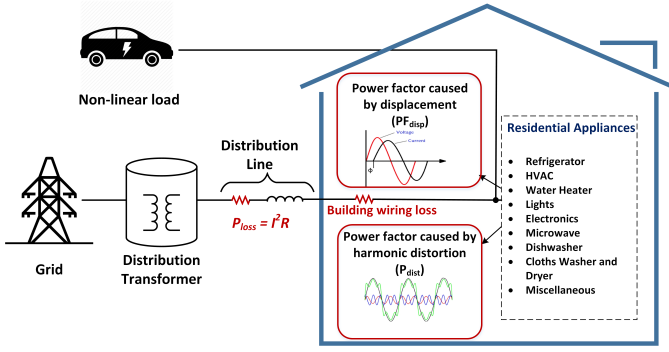 Non-linear load
Power factor caused
by displacement
(PFdisp)
Voltage
Current
Φ
Residential Appliances
• Refrigerator
• HVAC
• Water Heater
• Lights
• Electronics
• Microwave
• Dishwasher
• Cloths Washer and
Dryer
• Miscellaneous
Distribution
Line
Ploss = I²R
Building wiring loss
Grid
Distribution
Transformer
Power factor caused by
harmonic distortion
(Pdist)